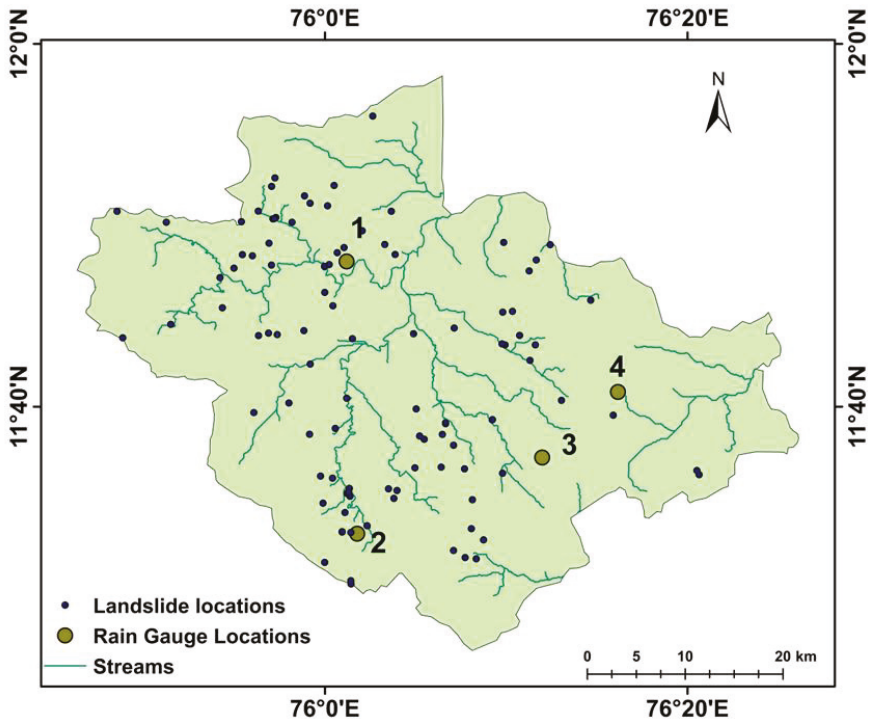 76°0'E 76°20'E
12°0'N 12°0'N
N
1
4
11°40'N 11°40'N
3
2
Landslide locations
Rain Gauge Locations
Streams
0 5 10 20 km
76°0'E 76°20'E